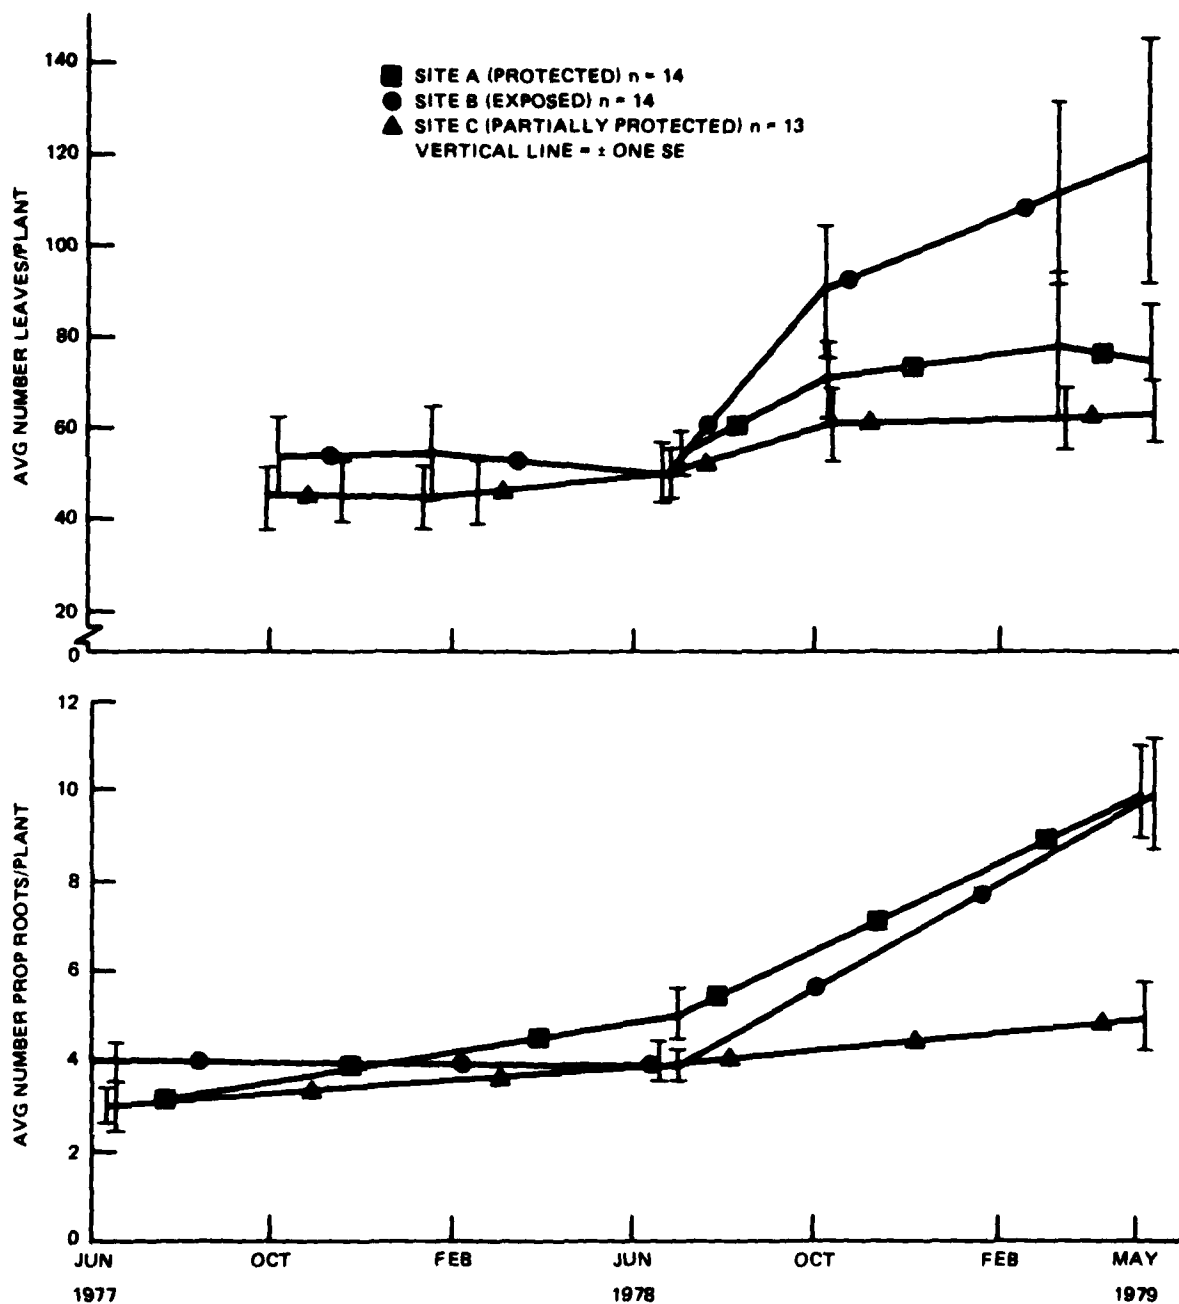 140
120
100
80
60
40
20
0
AVG NUMBER LEAVES/PLANT
SITE A (PROTECTED) n = 14
SITE B (EXPOSED) n = 14
SITE C (PARTIALLY PROTECTED) n = 13
VERTICAL LINE = ± ONE SE
12
10
8
6
4
2
0
AVG NUMBER PROP ROOTS/PLANT
JUN OCT FEB JUN OCT FEB MAY
1977 1978 1979